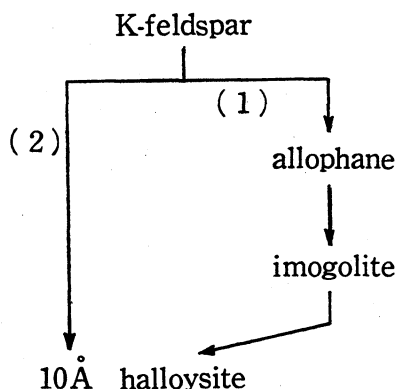 K-feldspar
(1)
(2)
allophane
imogolite
10Å halloysite